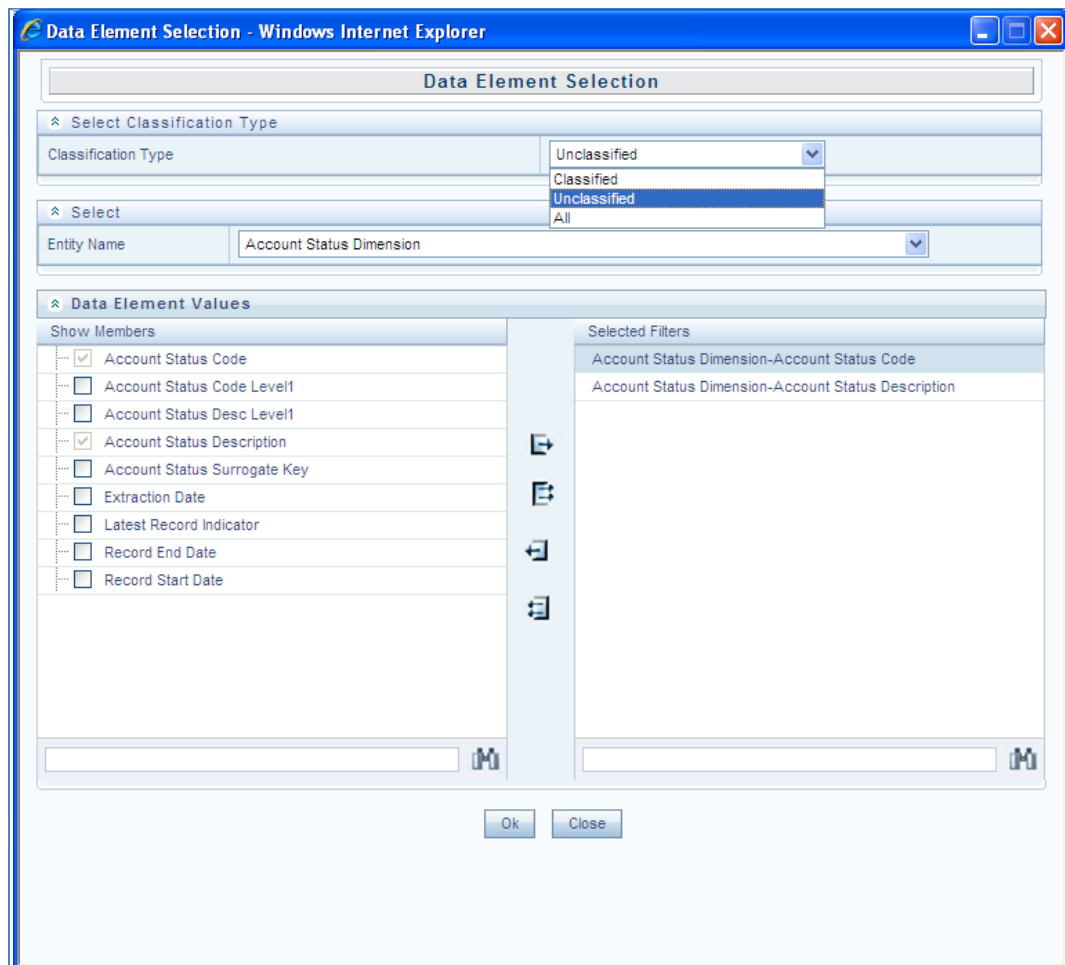 Data Element Selection - Windows Internet Explorer
Data Element Selection
Select Classification Type
Classification Type
Unclassified
Classified
Unclassified
All
Select
Entity Name
Account Status Dimension
Data Element Values
Show Members
Account Status Code
Account Status Code Level1
Account Status Desc Level1
Account Status Description
Account Status Surrogate Key
Extraction Date
Latest Record Indicator
Record End Date
Record Start Date
Selected Filters
Account Status Dimension-Account Status Code
Account Status Dimension-Account Status Description
Ok
Close